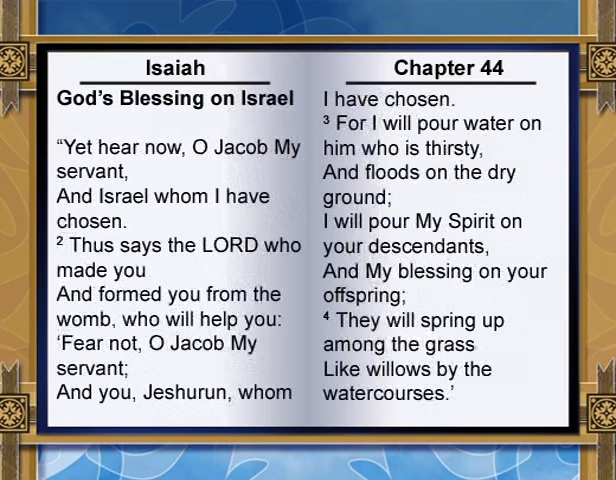 Isaiah
God's Blessing on Israel
“Yet hear now, O Jacob My
servant,
And Israel whom I have
chosen.
² Thus says the LORD who
made you
And formed you from the
womb, who will help you:
‘Fear not, O Jacob My
servant;
And you, Jeshurun, whom
Chapter 44
I have chosen.
³ For I will pour water on
him who is thirsty,
And floods on the dry
ground;
I will pour My Spirit on
your descendants,
And My blessing on your
offspring;
⁴ They will spring up
among the grass
Like willows by the
watercourses.’